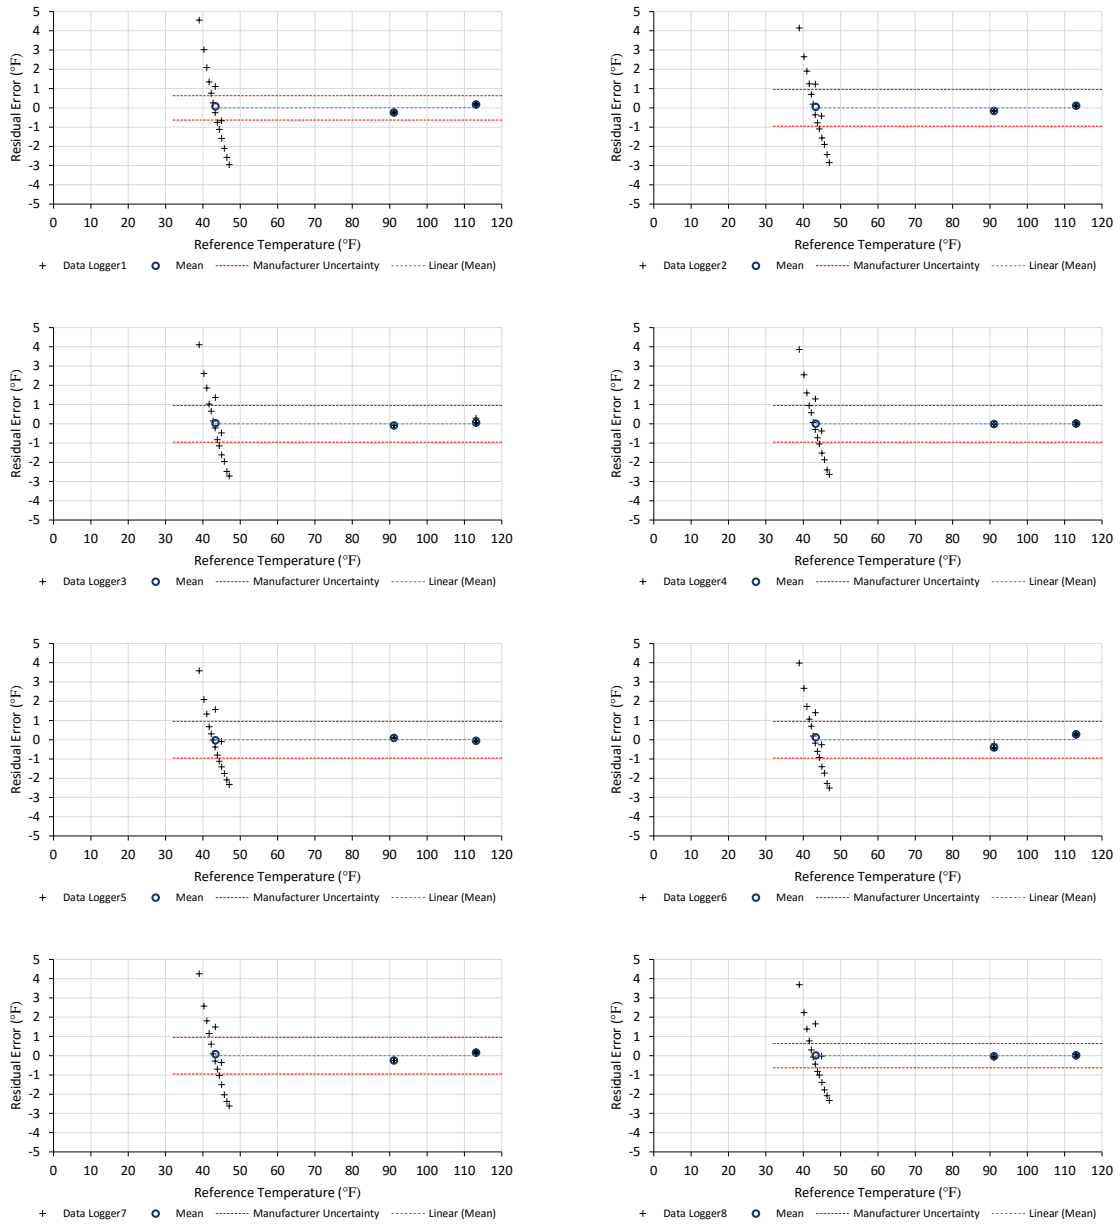 Residual Error (°F)
5
4
3
2
1
0
-1
-2
-3
-4
-5
0 10 20 30 40 50 60 70 80 90 100 110 120
Reference Temperature (°F)
Data Logger1 Mean Manufacturer Uncertainty Linear (Mean)
Residual Error (°F)
5
4
3
2
1
0
-1
-2
-3
-4
-5
0 10 20 30 40 50 60 70 80 90 100 110 120
Reference Temperature (°F)
Data Logger2 Mean Manufacturer Uncertainty Linear (Mean)
Residual Error (°F)
5
4
3
2
1
0
-1
-2
-3
-4
-5
0 10 20 30 40 50 60 70 80 90 100 110 120
Reference Temperature (°F)
Data Logger3 Mean Manufacturer Uncertainty Linear (Mean)
Residual Error (°F)
5
4
3
2
1
0
-1
-2
-3
-4
-5
0 10 20 30 40 50 60 70 80 90 100 110 120
Reference Temperature (°F)
Data Logger4 Mean Manufacturer Uncertainty Linear (Mean)
Residual Error (°F)
5
4
3
2
1
0
-1
-2
-3
-4
-5
0 10 20 30 40 50 60 70 80 90 100 110 120
Reference Temperature (°F)
Data Logger5 Mean Manufacturer Uncertainty Linear (Mean)
Residual Error (°F)
5
4
3
2
1
0
-1
-2
-3
-4
-5
0 10 20 30 40 50 60 70 80 90 100 110 120
Reference Temperature (°F)
Data Logger6 Mean Manufacturer Uncertainty Linear (Mean)
Residual Error (°F)
5
4
3
2
1
0
-1
-2
-3
-4
-5
0 10 20 30 40 50 60 70 80 90 100 110 120
Reference Temperature (°F)
Data Logger7 Mean Manufacturer Uncertainty Linear (Mean)
Residual Error (°F)
5
4
3
2
1
0
-1
-2
-3
-4
-5
0 10 20 30 40 50 60 70 80 90 100 110 120
Reference Temperature (°F)
Data Logger8 Mean Manufacturer Uncertainty Linear (Mean)